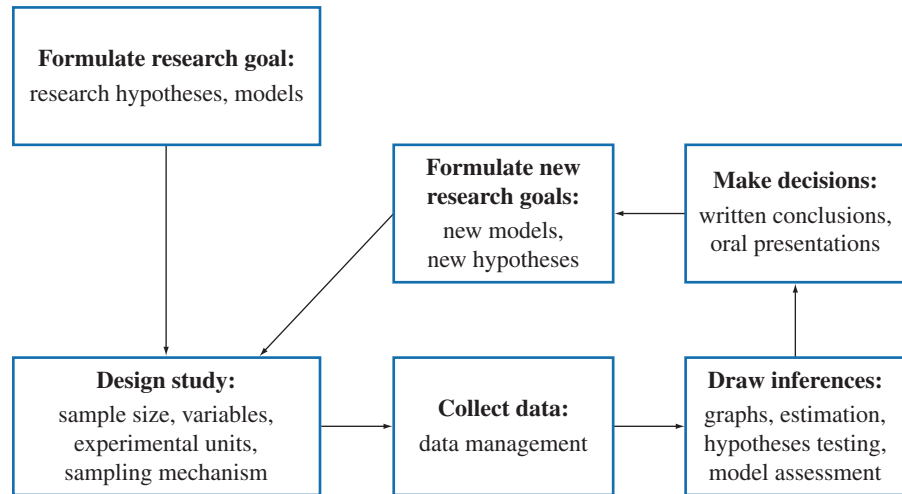 Formulate research goal:
research hypotheses, models
Formulate new
research goals:
new models,
new hypotheses
Make decisions:
written conclusions,
oral presentations
Design study:
sample size, variables,
experimental units,
sampling mechanism
Collect data:
data management
Draw inferences:
graphs, estimation,
hypotheses testing,
model assessment